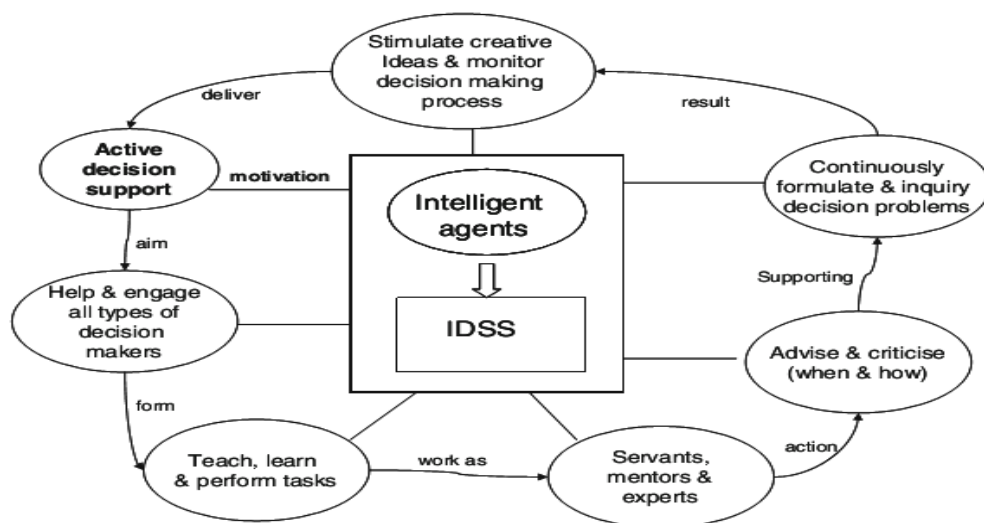 Stimulate creative
Ideas & monitor
decision making
process
deliver
result
Active
decision
support
motivation
Intelligent
agents
Continuously
formulate & inquiry
decision problems
aim
Supporting
Help & engage
all types of
decision
makers
IDSS
Advise & criticise
(when & how)
form
Teach, learn
& perform tasks
work as
Servants,
mentors &
experts
action